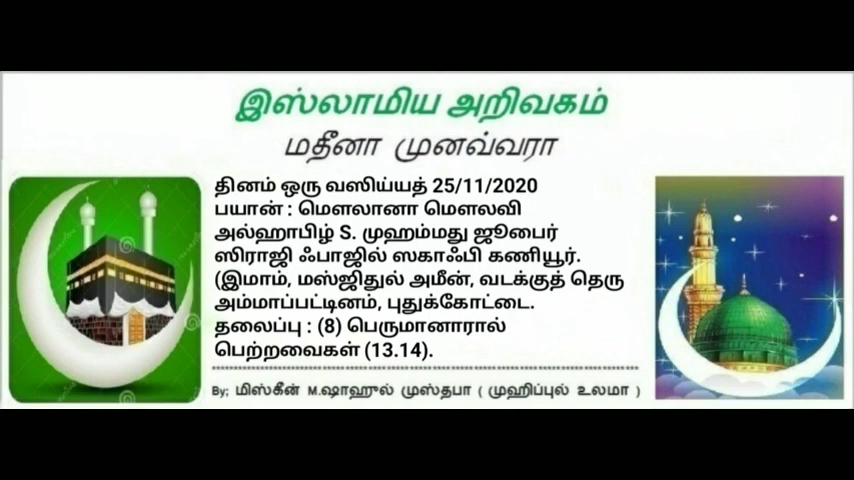 இஸ்லாமிய அறிவகம்
மதீனா முனவ்வரா
தினம் ஒரு வஸிய்யத் 25/11/2020
பயான் : மௌலானா மௌலவி
அல்ஹாபிழ் S. முஹம்மது ஜூபைர்
ஸிராஜி ஃபாஜில் ஸகாஃபி கணியூர்.
(இமாம், மஸ்ஜிதுல் அமீன், வடக்குத் தெரு
அம்மாப்பட்டினம், புதுக்கோட்டை.
தலைப்பு : (8) பெருமானாரால்
பெற்றவைகள் (13.14).
By; மிஸ்கீன் M.ஷாஹுல் முஸ்தபா ( முஹிப்புல் உலமா )